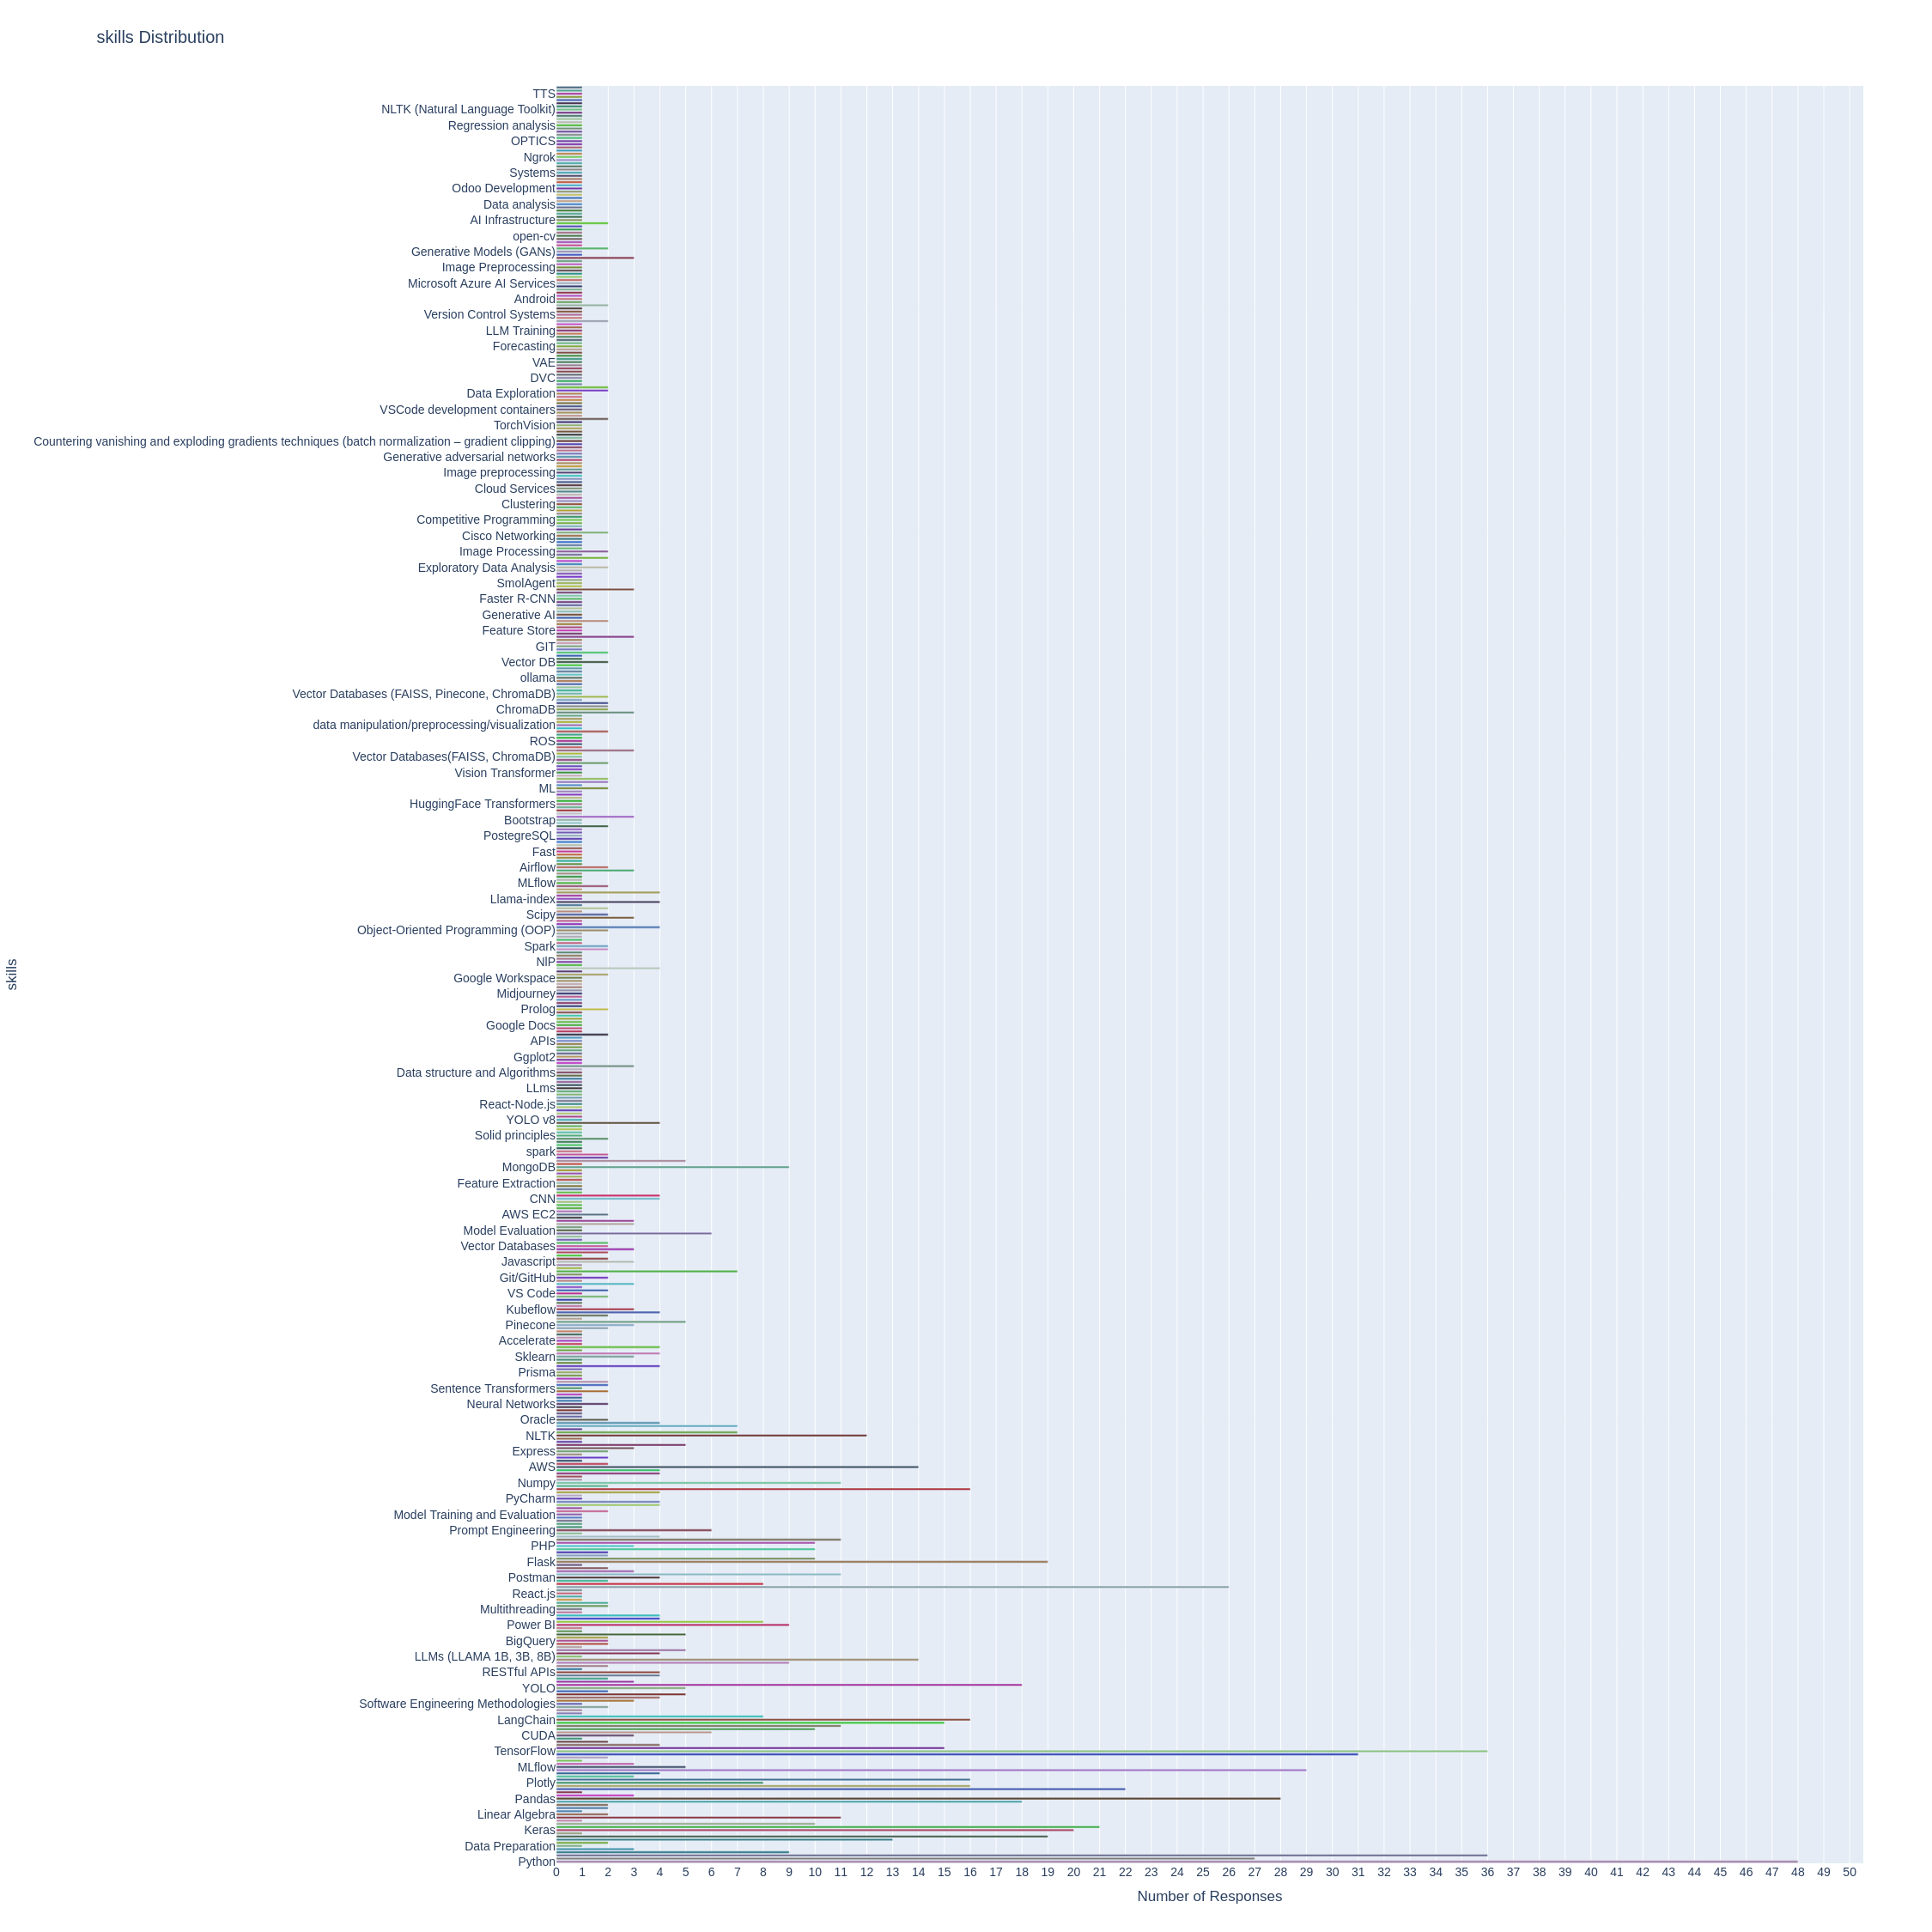 skills Distribution
TTS
NLTK (Natural Language Toolkit)
Regression analysis
OPTICS
Ngrok
Systems
Odoo Development
Data analysis
AI Infrastructure
open-cv
Generative Models (GANs)
Image Preprocessing
Microsoft Azure AI Services
Android
Version Control Systems
LLM Training
Forecasting
VAE
DVC
Data Exploration
VSCode development containers
TorchVision
Countering vanishing and exploding gradients techniques (batch normalization – gradient clipping)
Generative adversarial networks
Image preprocessing
Cloud Services
Clustering
Competitive Programming
Cisco Networking
Image Processing
Exploratory Data Analysis
SmolAgent
Faster R-CNN
Generative AI
Feature Store
GIT
Vector DB
ollama
Vector Databases (FAISS, Pinecone, ChromaDB)
ChromaDB
data manipulation/preprocessing/visualization
ROS
Vector Databases(FAISS, ChromaDB)
Vision Transformer
ML
HuggingFace Transformers
Bootstrap
PostegreSQL
Fast
Airflow
MLflow
Llama-index
Scipy
Object-Oriented Programming (OOP)
Spark
NlP
Google Workspace
Midjourney
Prolog
Google Docs
APIs
Ggplot2
Data structure and Algorithms
LLms
React-Node.js
YOLO v8
Solid principles
spark
MongoDB
Feature Extraction
CNN
AWS EC2
Model Evaluation
Vector Databases
Javascript
Git/GitHub
VS Code
Kubeflow
Pinecone
Accelerate
Sklearn
Prisma
Sentence Transformers
Neural Networks
Oracle
NLTK
Express
AWS
Numpy
PyCharm
Model Training and Evaluation
Prompt Engineering
PHP
Flask
Postman
React.js
Multithreading
Power BI
BigQuery
LLMs (LLAMA 1B, 3B, 8B)
RESTful APIs
YOLO
Software Engineering Methodologies
LangChain
CUDA
TensorFlow
MLflow
Plotly
Pandas
Linear Algebra
Keras
Data Preparation
Python
skills
0 1 2 3 4 5 6 7 8 9 10 11 12 13 14 15 16 17 18 19 20 21 22 23 24 25 26 27 28 29 30 31 32 33 34 35 36 37 38 39 40 41 42 43 44 45 46 47 48 49 50
Number of Responses